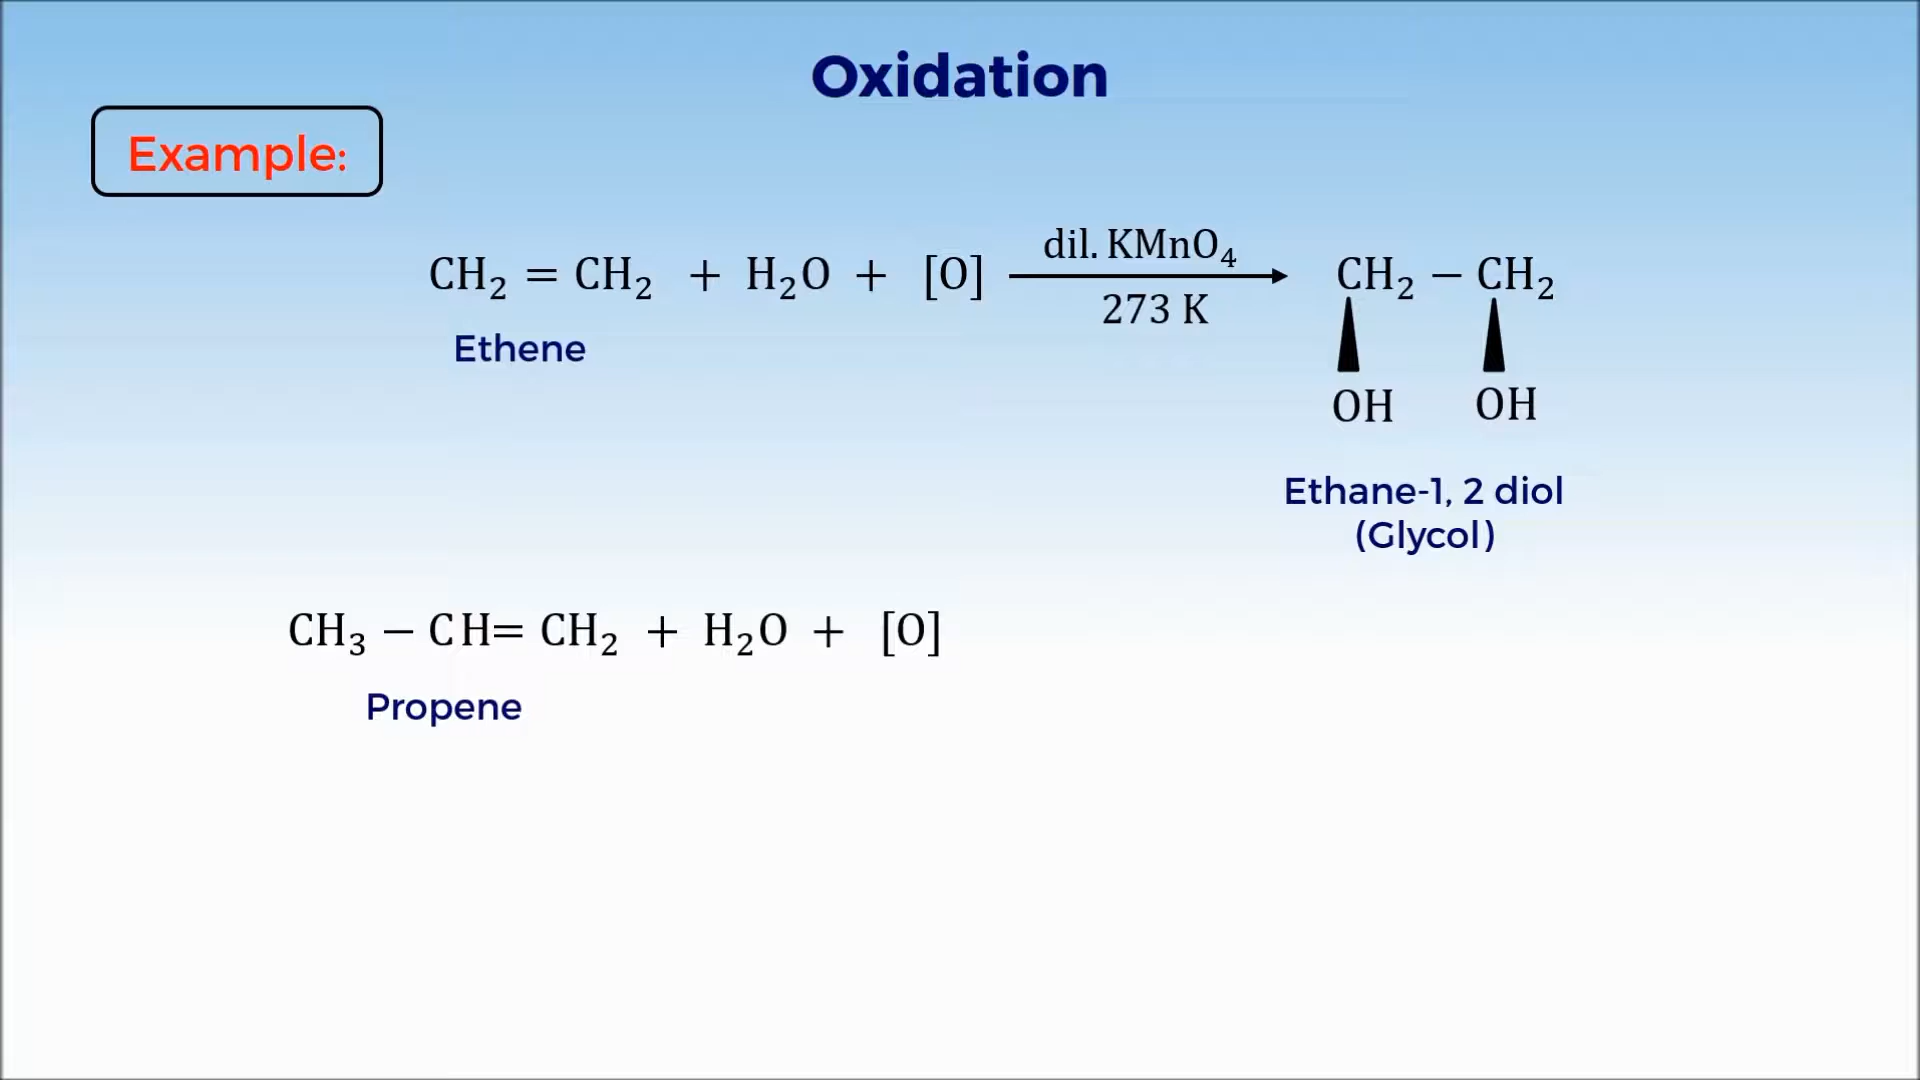 Oxidation
Example:
CH₂ = CH₂ + H₂O + [O] dil. KMnO₄ CH₂ – CH₂
273 K
Ethene
OH OH
Ethane-1, 2 diol
(Glycol)
CH₃ – CH= CH₂ + H₂O + [O]
Propene